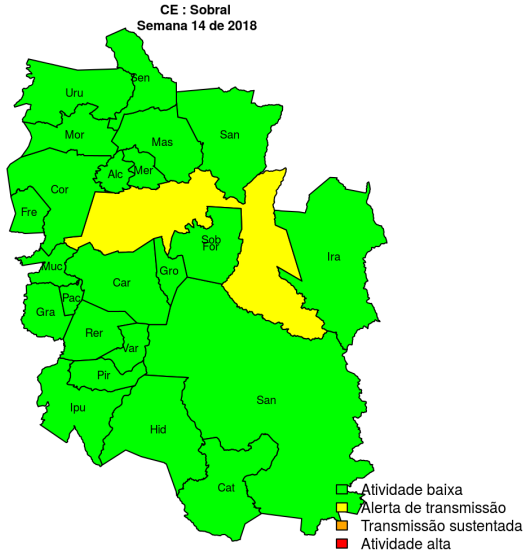 CE : Sobral
Semana 14 de 2018
Sen
Uru
Mor
Mas
San
Alc
Mer
Cor
Fre
Sob
For
Ira
Muc
Gro
Car
Pac
Gra
Rer
Var
Pir
San
Ipu
Hid
Cat
Atividade baixa
Alerta de transmissão
Transmissão sustentada
Atividade alta